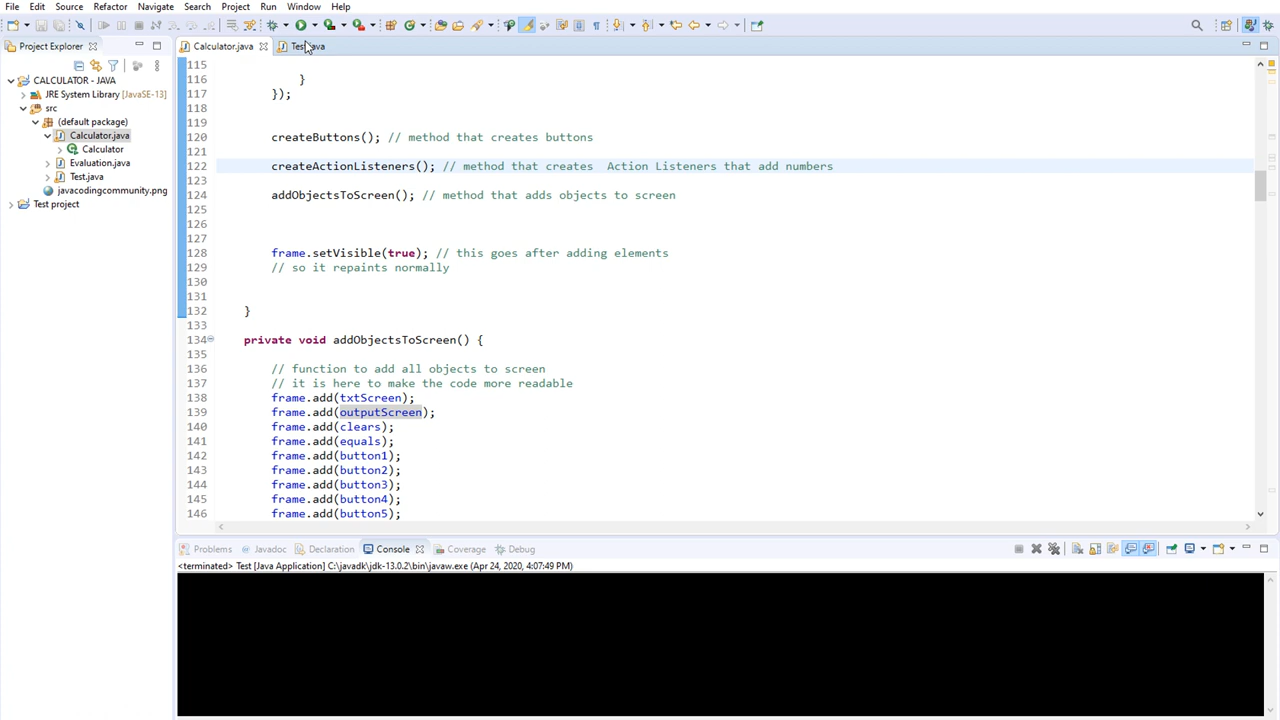 File Edit Source Refactor Navigate Search Project Run Window Help
Project Explorer
Calculator.java
CALCULATOR - JAVA
JRE System Library [JavaSE-13]
src
(default package)
Calculator.java
Calculator
Evaluation.java
Test.java
javacodingcommunity.png
Test project
115
116 }
117 });
118
119
120 createButtons(); // method that creates buttons
121
122 createActionListeners(); // method that creates  Action Listeners that add numbers
123
124 addObjectsToScreen(); // method that adds objects to screen
125
126
127
128 frame.setVisible(true); // this goes after adding elements
129 // so it repaints normally
130
131
132 }
133
134 private void addObjectsToScreen() {
135
136 // function to add all objects to screen
137 // it is here to make the code more readable
138 frame.add(txtScreen);
139 frame.add(outputScreen);
140 frame.add(clears);
141 frame.add(equals);
142 frame.add(button1);
143 frame.add(button2);
144 frame.add(button3);
145 frame.add(button4);
146 frame.add(button5);
Problems Javadoc Declaration Console Coverage Debug
<terminated> Test [Java Application] C:\javadk\jdk-13.0.2\bin\javaw.exe (Apr 24, 2020, 4:07:49 PM)